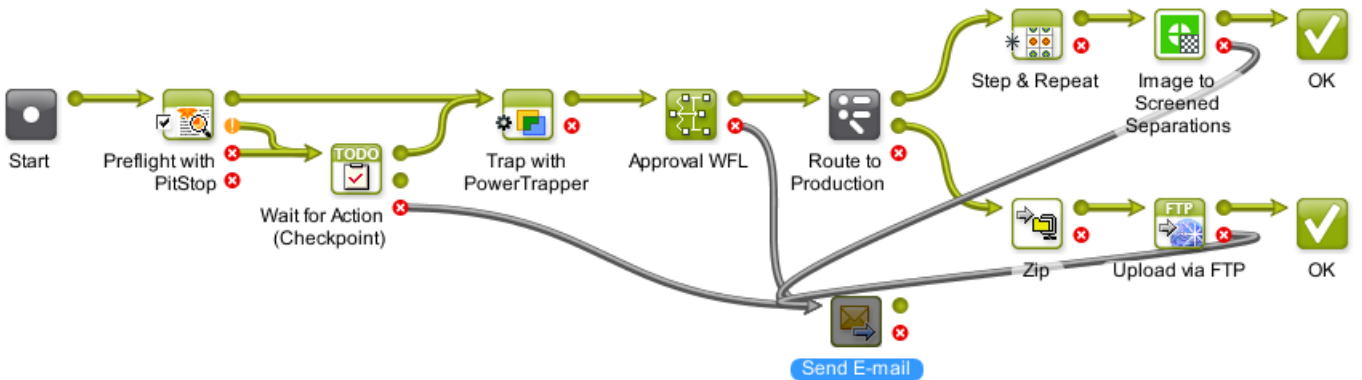 Start
Preflight with
PitStop
TODO
Wait for Action
(Checkpoint)
Trap with
PowerTrapper
Approval WFL
Route to
Production
Step & Repeat
Image to
Screened
Separations
OK
Zip
FTP
Upload via FTP
OK
Send E-mail